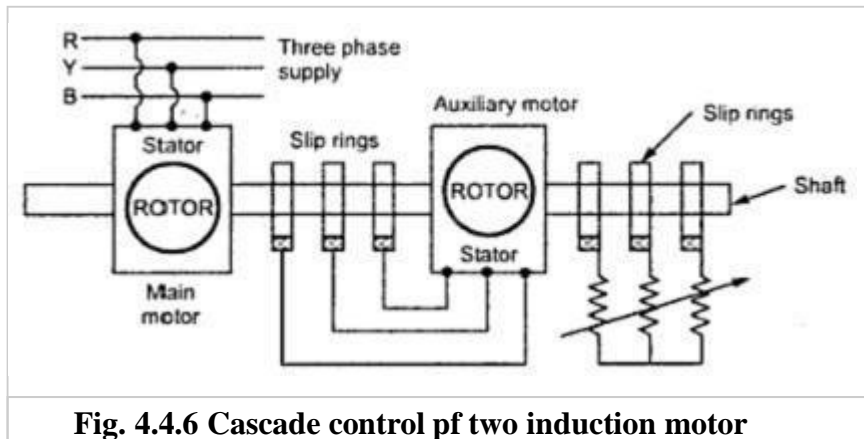 R
Y
B
Three phase
supply
Auxiliary motor
Slip rings
Slip rings
Stator
ROTOR
ROTOR
Shaft
Stator
Main
motor
Fig. 4.4.6 Cascade control pf two induction motor